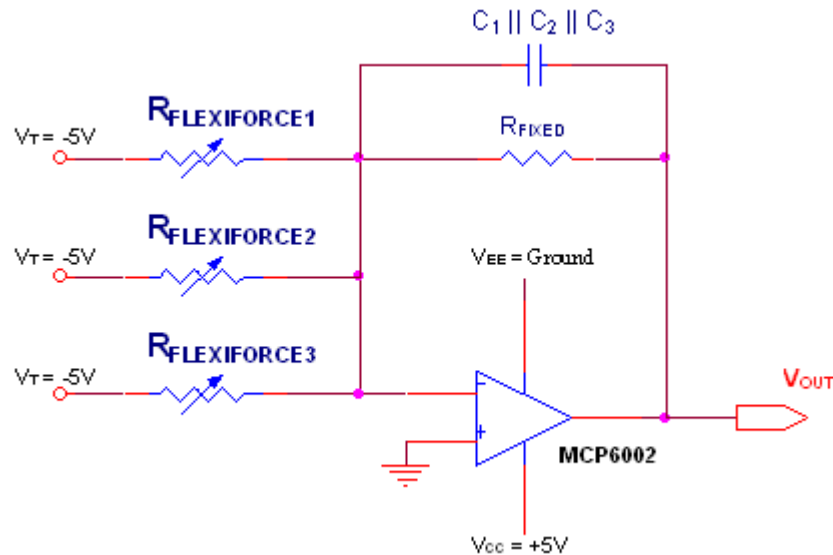 C1 || C2 || C3
RFLEXIFORCE1
RFIXED
VT = -5V
RFLEXIFORCE2
VT = -5V
VEE = Ground
RFLEXIFORCE3
VT = -5V
VOUT
-
+
MCP6002
VCC = +5V